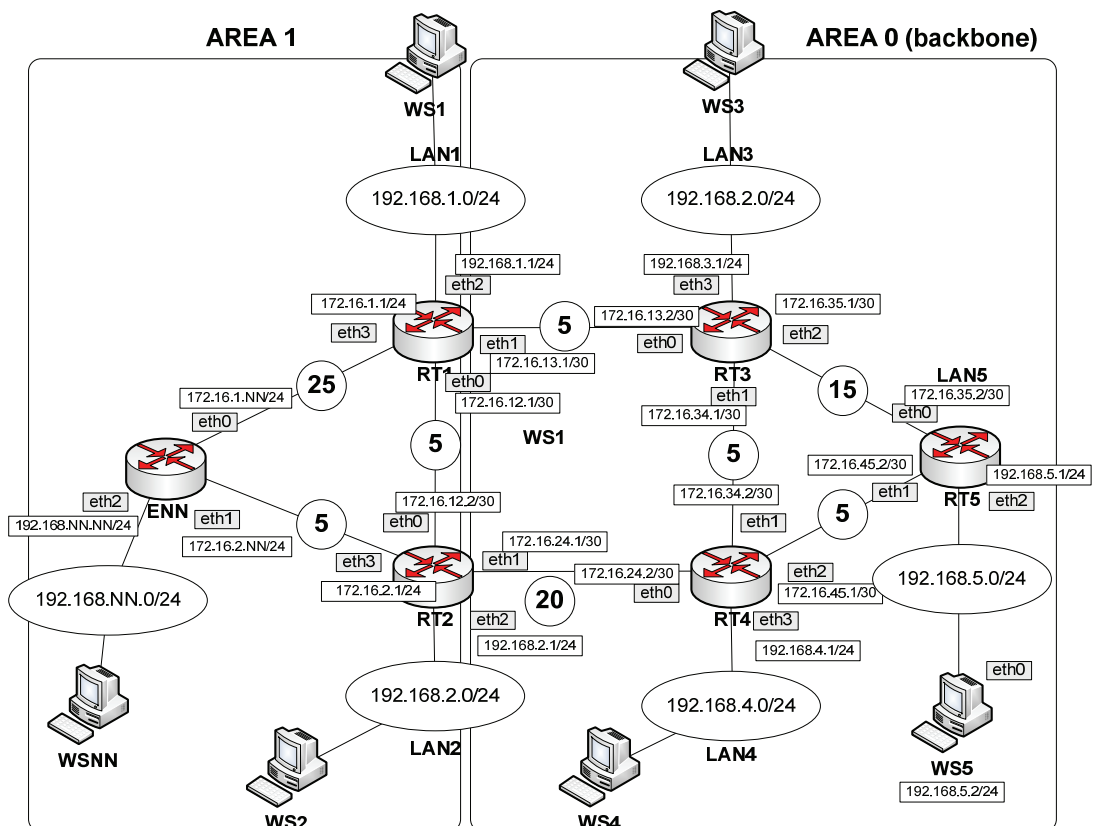 AREA 1
AREA 0 (backbone)
WS1
WS3
LAN1
LAN3
192.168.1.0/24
192.168.2.0/24
192.168.1.1/24
eth2
192.168.3.1/24
eth3
172.16.1.1/24
eth3
RT1
eth1
172.16.13.1/30
eth0
172.16.12.1/30
5
172.16.13.2/30
eth0
RT3
172.16.35.1/30
eth2
eth1
172.16.34.1/30
25
172.16.1.NN/24
eth0
15
LAN5
172.16.35.2/30
eth0
WS1
5
5
ENN
eth2
192.168.NN.NN/24
eth1
172.16.2.NN/24
5
172.16.12.2/30
eth0
172.16.34.2/30
eth1
172.16.45.2/30
eth1
5
RT5
192.168.5.1/24
eth2
eth3
172.16.2.1/24
RT2
172.16.24.1/30
eth1
eth2
192.168.2.1/24
20
172.16.24.2/30
eth0
RT4
eth2
172.16.45.1/30
eth3
192.168.4.1/24
192.168.NN.0/24
192.168.5.0/24
192.168.2.0/24
192.168.4.0/24
eth0
WSNN
LAN2
LAN4
WS5
192.168.5.2/24
WS2
WS4